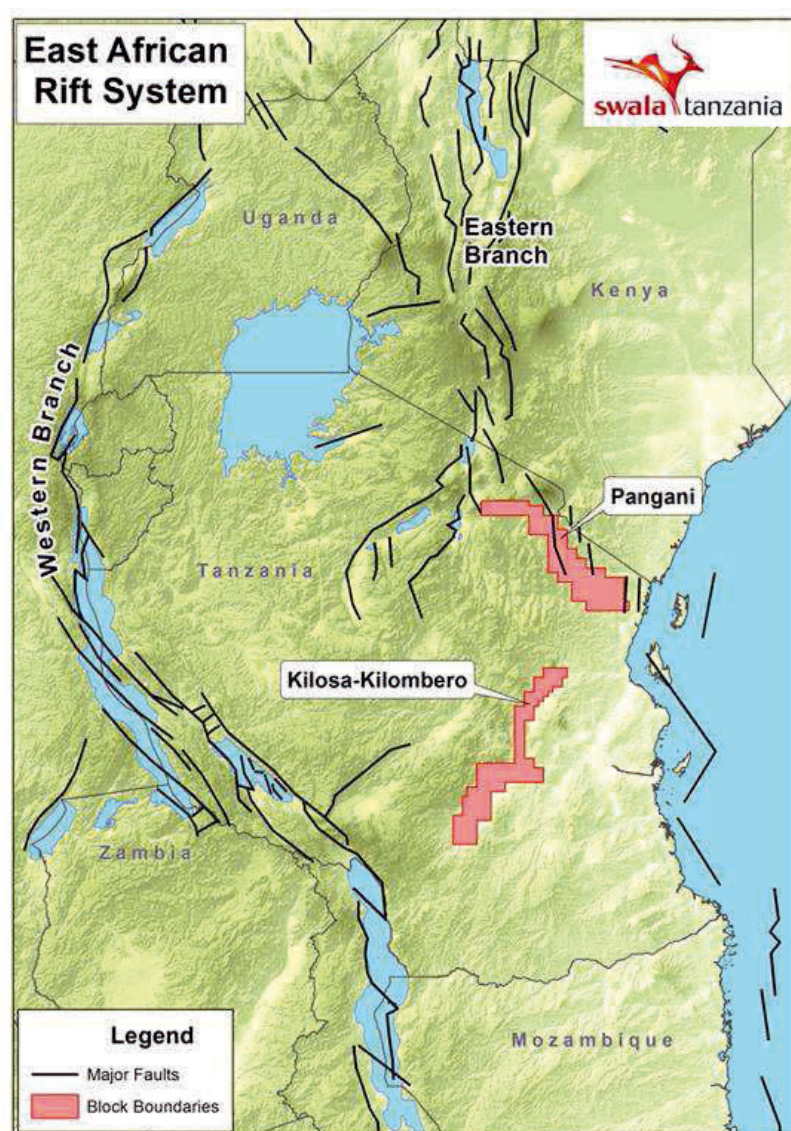 East African
Rift System
swala tanzania
Uganda
Eastern
Branch
Kenya
Western Branch
Pangani
Tanzania
Kilosa-Kilombero
Zambia
Legend
Major Faults
Block Boundaries
Mozambique